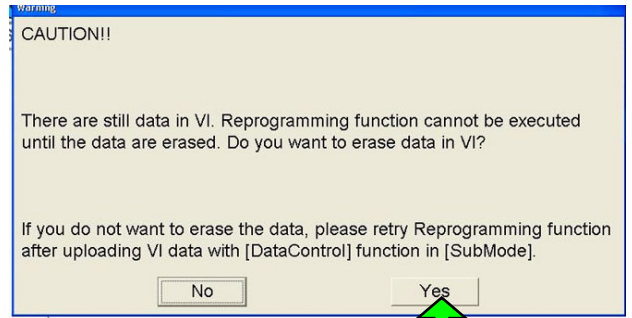 Warning
CAUTION!!
There are still data in VI. Reprogramming function cannot be executed
until the data are erased. Do you want to erase data in VI?
If you do not want to erase the data, please retry Reprogramming function
after uploading VI data with [DataControl] function in [SubMode].
No Yes